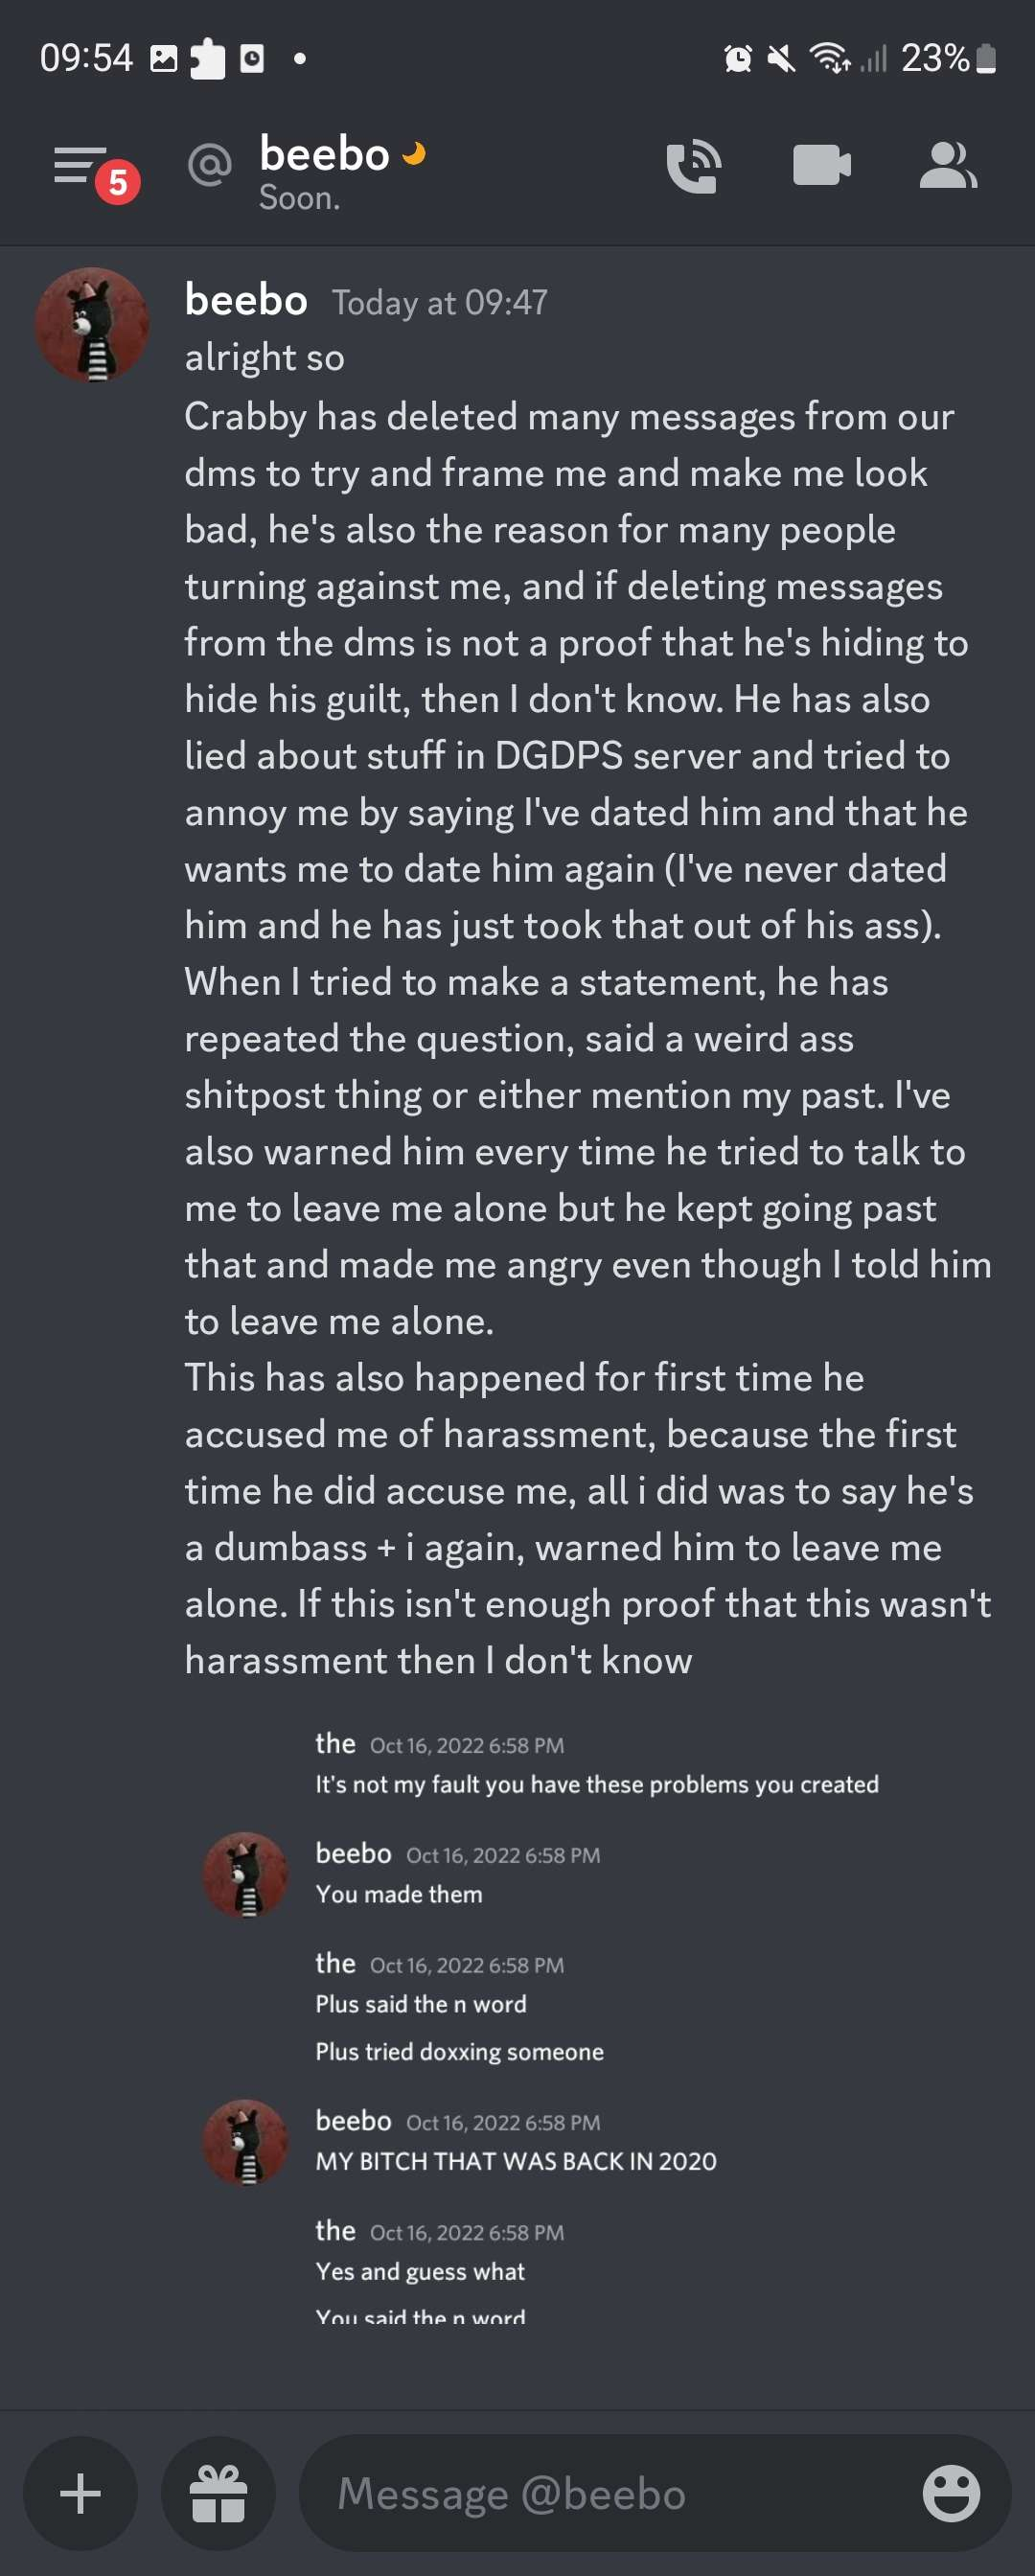 09:54
23%
5
@ beebo
Soon.
beebo Today at 09:47
alright so
Crabby has deleted many messages from our
dms to try and frame me and make me look
bad, he's also the reason for many people
turning against me, and if deleting messages
from the dms is not a proof that he's hiding to
hide his guilt, then I don't know. He has also
lied about stuff in DGDPS server and tried to
annoy me by saying I've dated him and that he
wants me to date him again (I've never dated
him and he has just took that out of his ass).
When I tried to make a statement, he has
repeated the question, said a weird ass
shitpost thing or either mention my past. I've
also warned him every time he tried to talk to
me to leave me alone but he kept going past
that and made me angry even though I told him
to leave me alone.
This has also happened for first time he
accused me of harassment, because the first
time he did accuse me, all i did was to say he's
a dumbass + i again, warned him to leave me
alone. If this isn't enough proof that this wasn't
harassment then I don't know
the Oct 16, 2022 6:58 PM
It's not my fault you have these problems you created
beebo Oct 16, 2022 6:58 PM
You made them
the Oct 16, 2022 6:58 PM
Plus said the n word
Plus tried doxxing someone
beebo Oct 16, 2022 6:58 PM
MY BITCH THAT WAS BACK IN 2020
the Oct 16, 2022 6:58 PM
Yes and guess what
You said the n word
Message @beebo